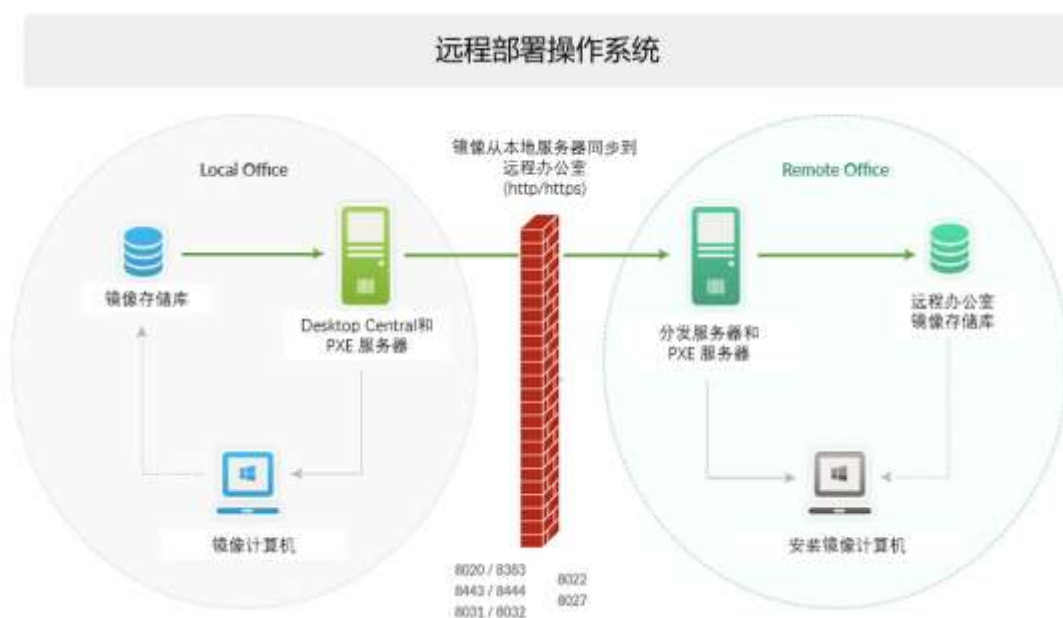 远程部署操作系统
Local Office
镜像从本地服务器同步到
远程办公室
(http/https)
Remote Office
镜像存储库
Desktop Central和
PXE 服务器
分发服务器和
PXE 服务器
远程办公室
镜像存储库
镜像计算机
安装镜像计算机
8020 / 8383
8443 / 8444
8031 / 8032
8022
8027